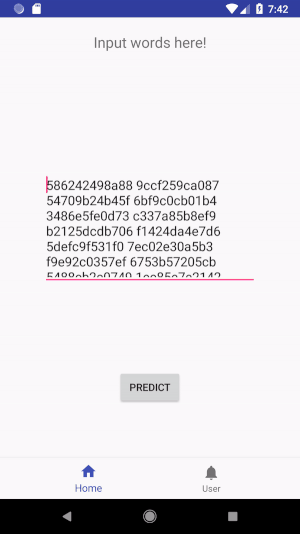 7:42
Input words here!
586242498a88 9ccf259ca087
54709b24b45f 6bf9c0cb01b4
3486e5fe0d73 c337a85b8ef9
b2125dcdb706 f1424da4e7d6
5defc9f531f0 7ec02e30a5b3
f9e92c0357ef 6753b57205cb
PREDICT
Home
User